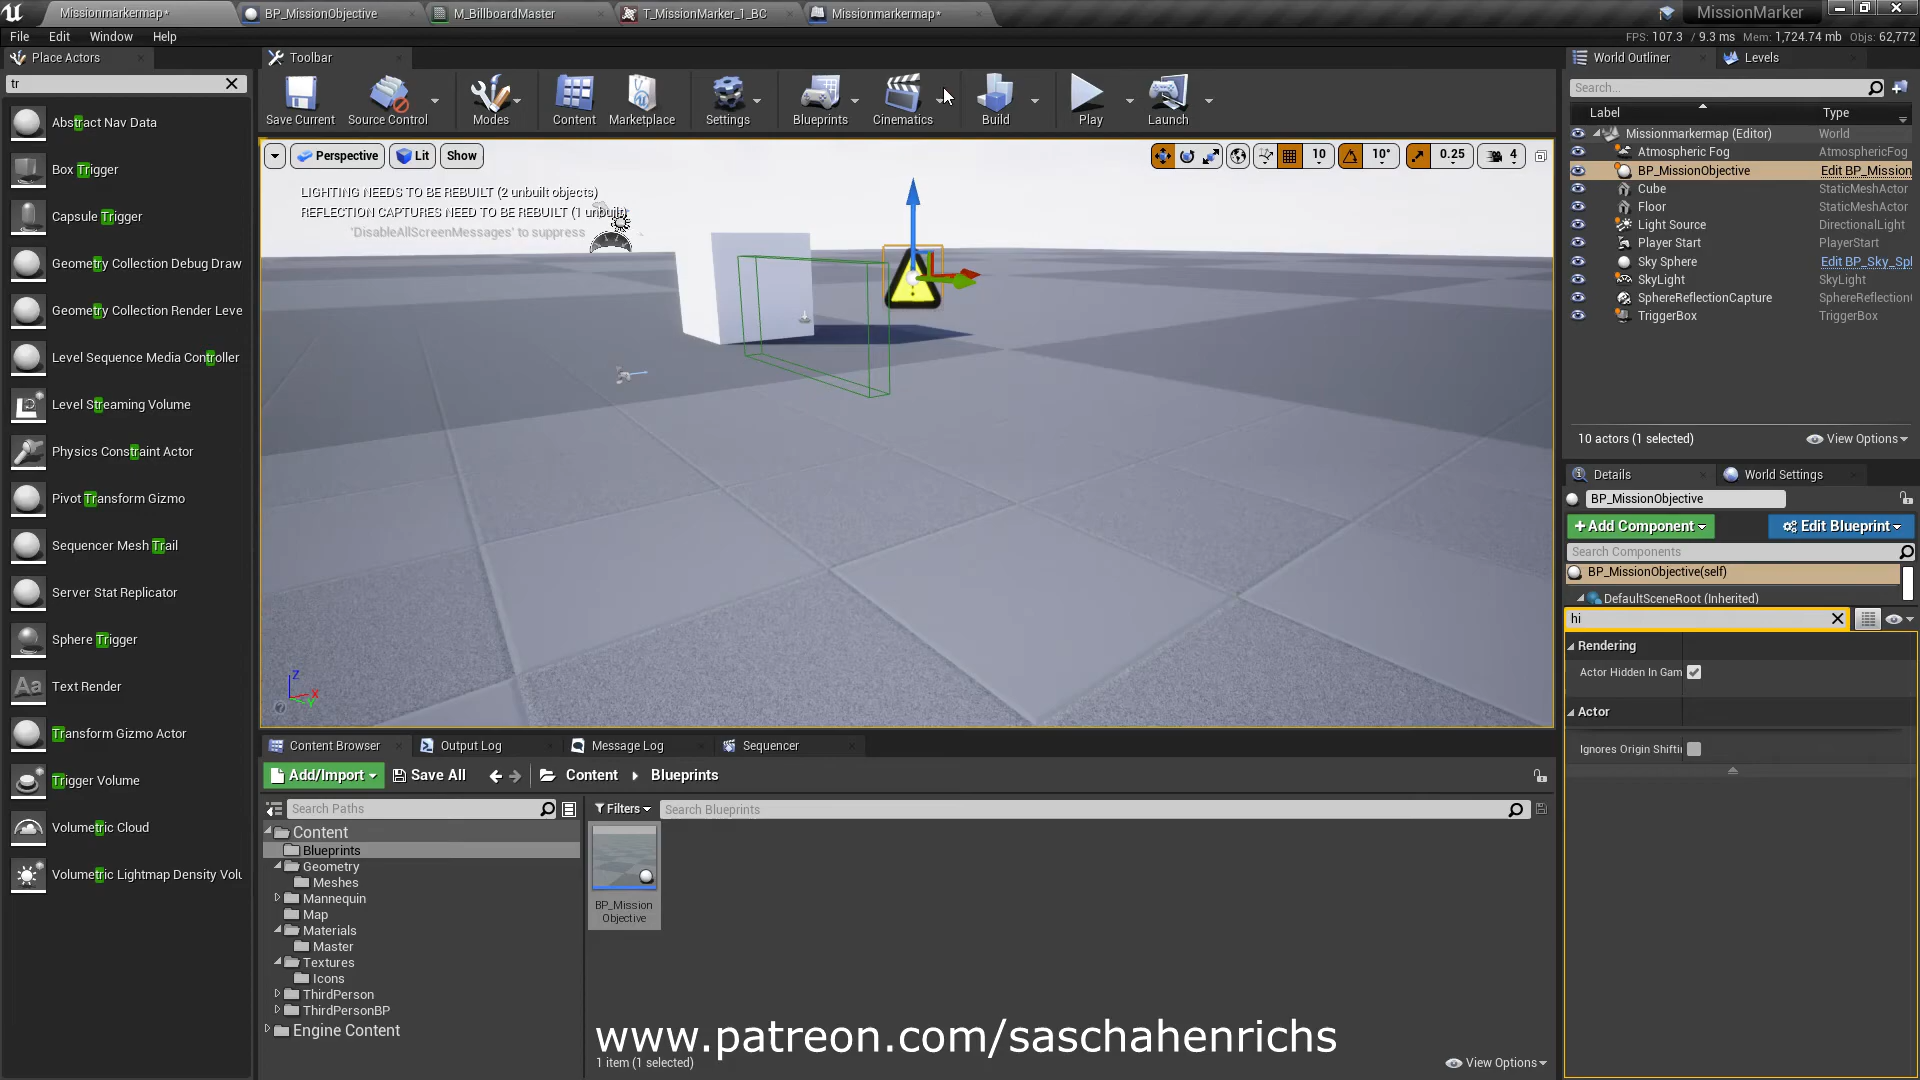 Missionmarkermap*
BP_MissionObjective
M_BillboardMaster
T_MissionMarker_1_BC
Missionmarkermap*
MissionMarker
File Edit Window Help
FPS: 107.3 / 9.3 ms Mem: 1,724.74 mb Objs: 62,772
Place Actors
tr
Abstract Nav Data
Box Trigger
Capsule Trigger
Geometry Collection Debug Draw
Geometry Collection Render Leve
Level Sequence Media Controller
Level Streaming Volume
Physics Constraint Actor
Pivot Transform Gizmo
Sequencer Mesh Trail
Server Stat Replicator
Sphere Trigger
Text Render
Transform Gizmo Actor
Trigger Volume
Volumetric Cloud
Volumetric Lightmap Density Volu
Toolbar
Save Current
Source Control
Modes
Content
Marketplace
Settings
Blueprints
Cinematics
Build
Play
Launch
Perspective Lit Show
10 10° 0.25 4
LIGHTING NEEDS TO BE REBUILT (2 unbuilt objects)
REFLECTION CAPTURES NEED TO BE REBUILT (1 unbuilt)
'DisableAllScreenMessages' to suppress
Z
X
Y
Content Browser
Output Log
Message Log
Sequencer
Add/Import Save All Content Blueprints
Search Paths
Content
Blueprints
Geometry
Meshes
Mannequin
Map
Materials
Master
Textures
Icons
ThirdPerson
ThirdPersonBP
Engine Content
Filters Search Blueprints
BP_Mission
Objective
www.patreon.com/saschahenrichs
1 item (1 selected)
View Options
World Outliner
Levels
Search...
Label Type
Missionmarkermap (Editor) World
Atmospheric Fog AtmosphericFog
BP_MissionObjective Edit BP_Mission
Cube StaticMeshActor
Floor StaticMeshActor
Light Source DirectionalLight
Player Start PlayerStart
Sky Sphere Edit BP_Sky_Spl
SkyLight SkyLight
SphereReflectionCapture SphereReflection
TriggerBox TriggerBox
10 actors (1 selected)
View Options
Details
World Settings
BP_MissionObjective
+Add Component
Edit Blueprint
Search Components
BP_MissionObjective(self)
DefaultSceneRoot (Inherited)
hi
Rendering
Actor Hidden In Gam
Actor
Ignores Origin Shifti